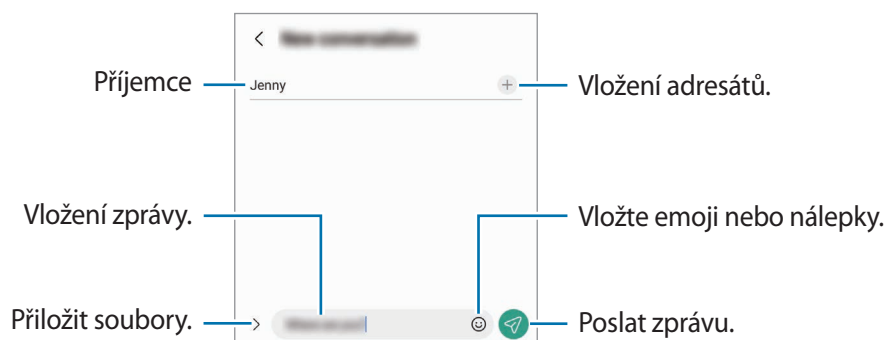 Příjemce
Jenny
Vložení adresátů.
Vložení zprávy.
Vložte emoji nebo nálepky.
Přiložit soubory.
Poslat zprávu.